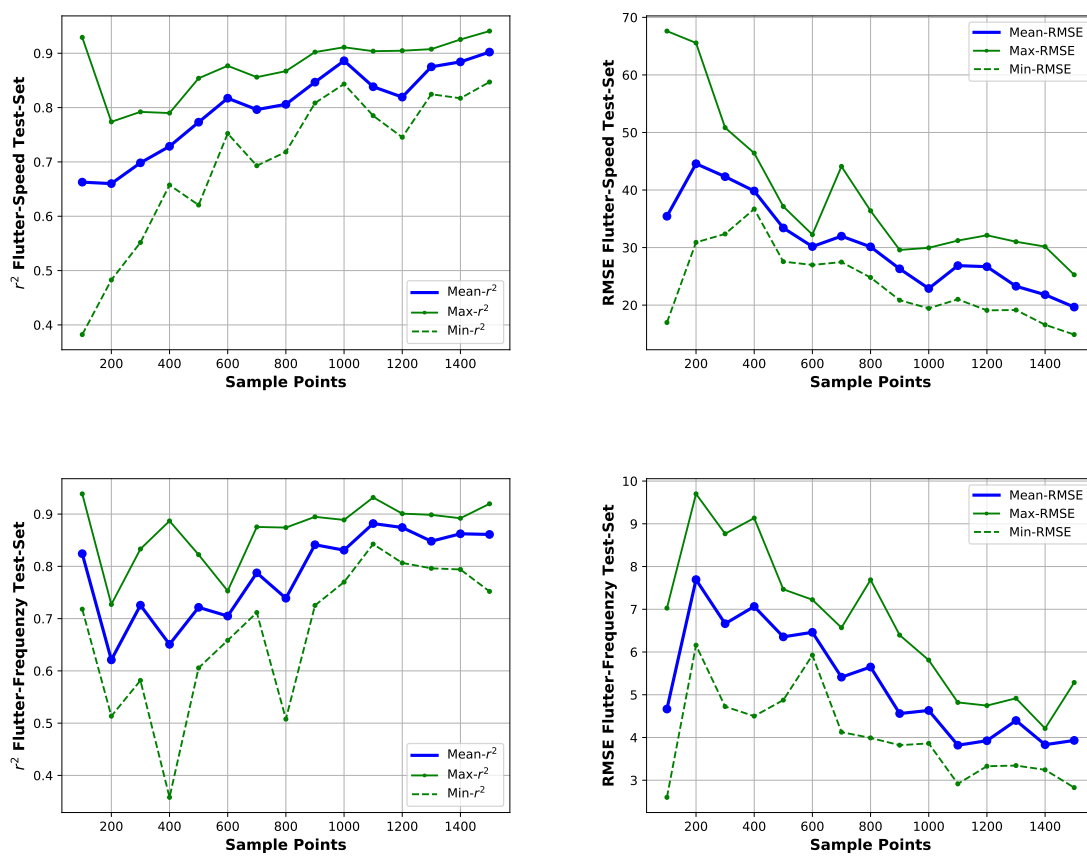 0.9
0.8
0.7
0.6
0.5
0.4
200 400 600 800 1000 1200 1400
Sample Points
r² Flutter-Speed Test-Set
Mean-r²
Max-r²
Min-r²
70
60
50
40
30
20
200 400 600 800 1000 1200 1400
Sample Points
RMSE Flutter-Speed Test-Set
Mean-RMSE
Max-RMSE
Min-RMSE
0.9
0.8
0.7
0.6
0.5
0.4
200 400 600 800 1000 1200 1400
Sample Points
r² Flutter-Frequenzy Test-Set
Mean-r²
Max-r²
Min-r²
10
9
8
7
6
5
4
3
200 400 600 800 1000 1200 1400
Sample Points
RMSE Flutter-Frequenzy Test-Set
Mean-RMSE
Max-RMSE
Min-RMSE